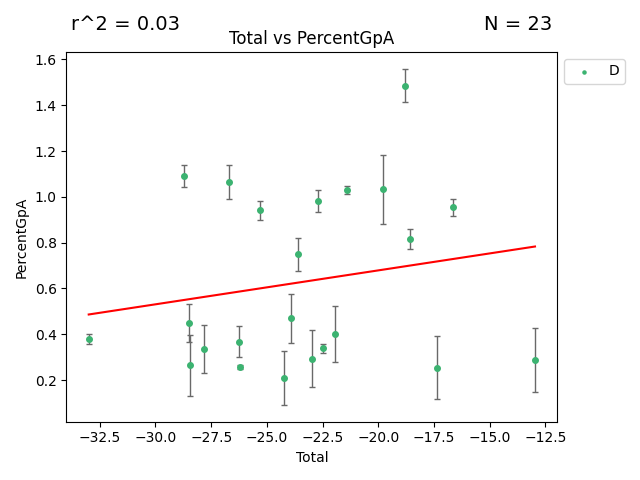 r^2 = 0.03
N = 23
Total vs PercentGpA
D
PercentGpA
1.6
1.4
1.2
1.0
0.8
0.6
0.4
0.2
−32.5 −30.0 −27.5 −25.0 −22.5 −20.0 −17.5 −15.0 −12.5
Total